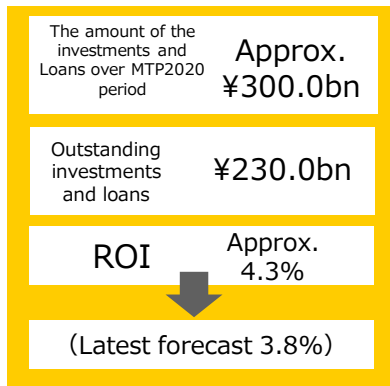 The amount of the
investments and
Loans over MTP2020
period
Approx.
¥300.0bn
Outstanding
investments
and loans
¥230.0bn
ROI
Approx.
4.3%
(Latest forecast 3.8%)